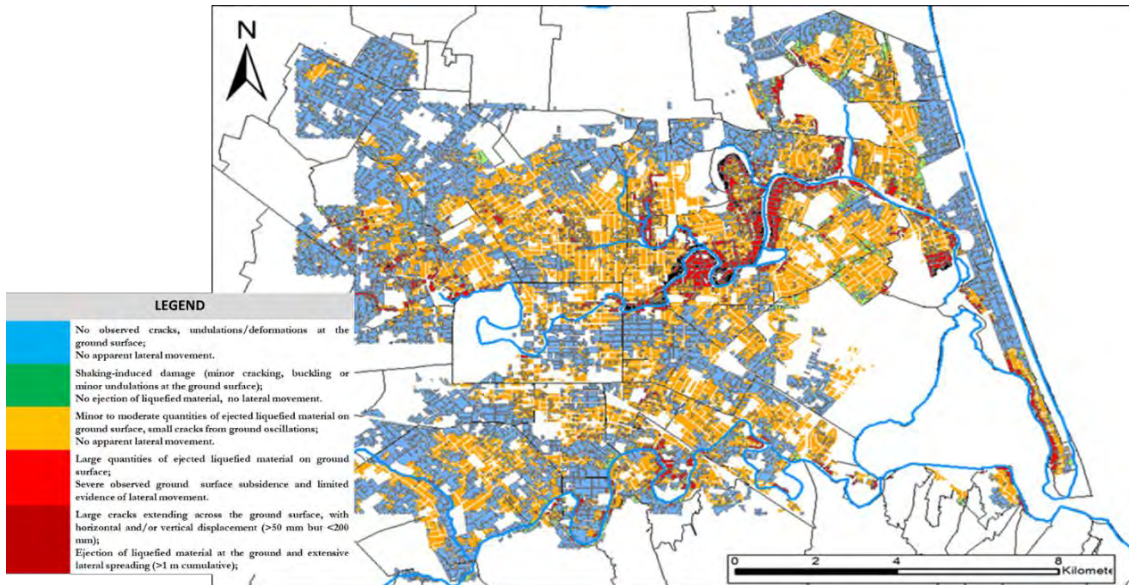 N
LEGEND
No observed cracks, undulations/deformations at the
ground surface;
No apparent lateral movement.
Shaking-induced damage (minor cracking, buckling or
minor undulations at the ground surface);
No ejection of liquefied material, no lateral movement.
Minor to moderate quantities of ejected liquefied material on
ground surface, small cracks from ground oscillations;
No apparent lateral movement.
Large quantities of ejected liquefied material on ground
surface;
Severe observed ground surface subsidence and limited
evidence of lateral movement.
Large cracks extending across the ground surface, with
horizontal and/or vertical displacement (>50 mm but <200
mm);
Ejection of liquefied material at the ground and extensive
lateral spreading (>1 m cumulative);
0 2 4 8
Kilomete